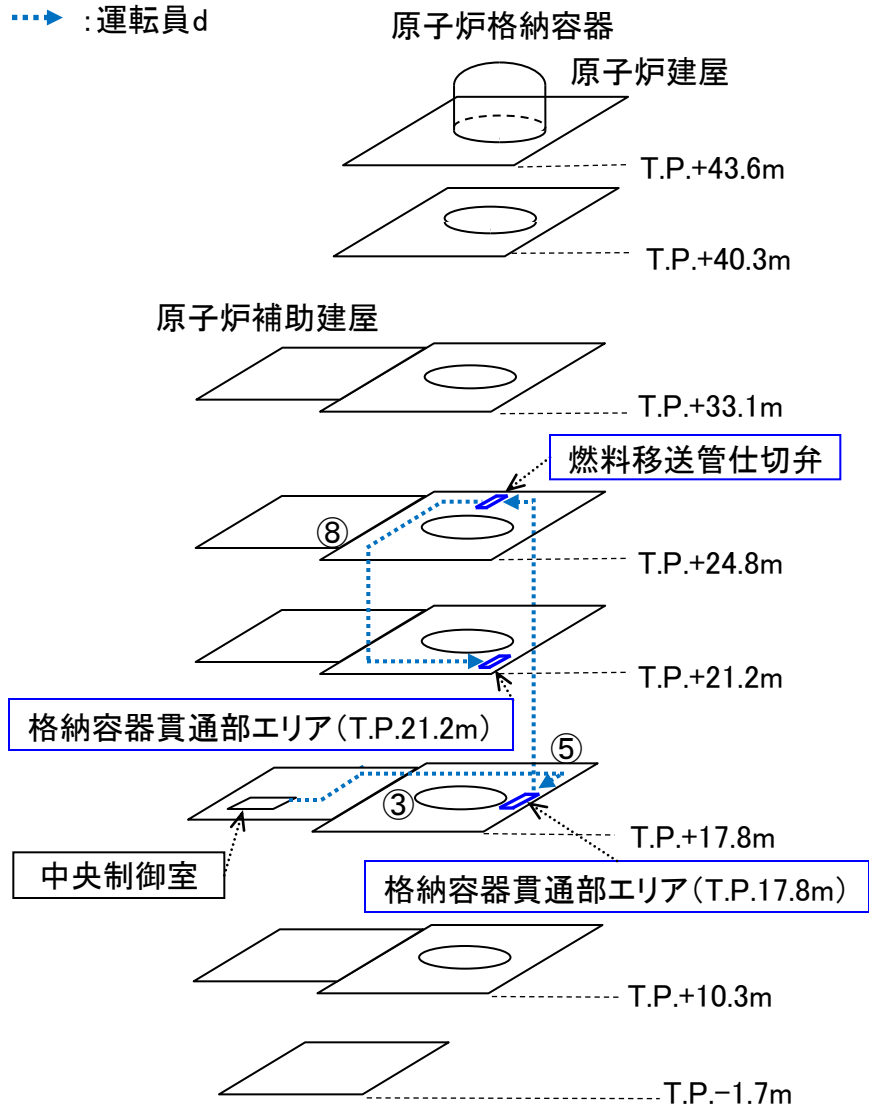 :運転員d
原子炉格納容器
原子炉建屋
T.P.+43.6m
T.P.+40.3m
原子炉補助建屋
T.P.+33.1m
燃料移送管仕切弁
⑧
T.P.+24.8m
T.P.+21.2m
格納容器貫通部エリア(T.P.21.2m)
⑤
③
T.P.+17.8m
中央制御室
格納容器貫通部エリア(T.P.17.8m)
T.P.+10.3m
T.P.-1.7m